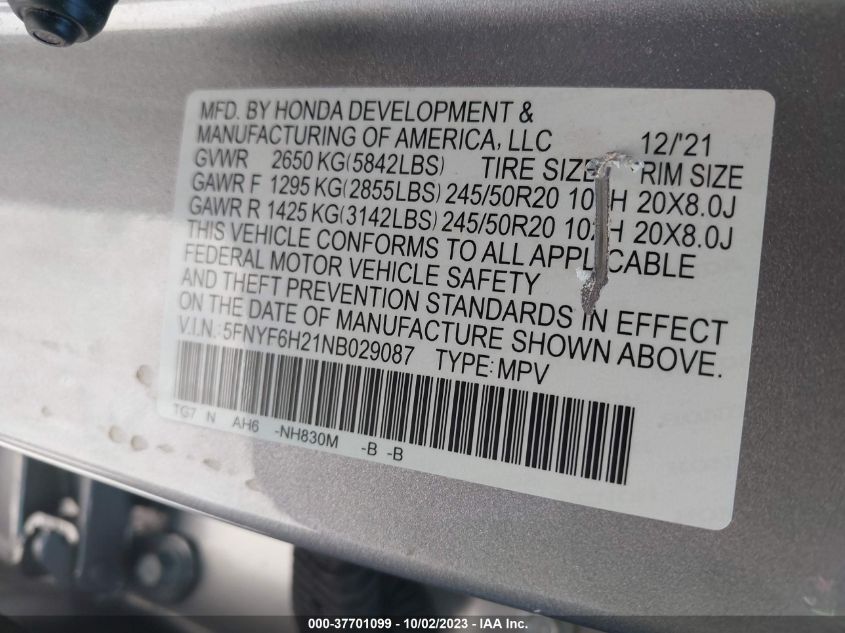 MFD. BY HONDA DEVELOPMENT &
MANUFACTURING OF AMERICA, LLC 12/'21
GVWR 2650 KG(5842LBS) TIRE SIZE RIM SIZE
GAWR F 1295 KG(2855LBS) 245/50R20 20X8.0J
GAWR R 1425 KG(3142LBS) 245/50R20 20X8.0J
THIS VEHICLE CONFORMS TO ALL APPLICABLE
FEDERAL MOTOR VEHICLE SAFETY
AND THEFT PREVENTION STANDARDS IN EFFECT
ON THE DATE OF MANUFACTURE SHOWN ABOVE.
V.I.N.: 5FNYF6H21NB029087 TYPE: MPV
TG7 N AH6 -NH830M -B -B
000-37701099 - 10/02/2023 - IAA Inc.